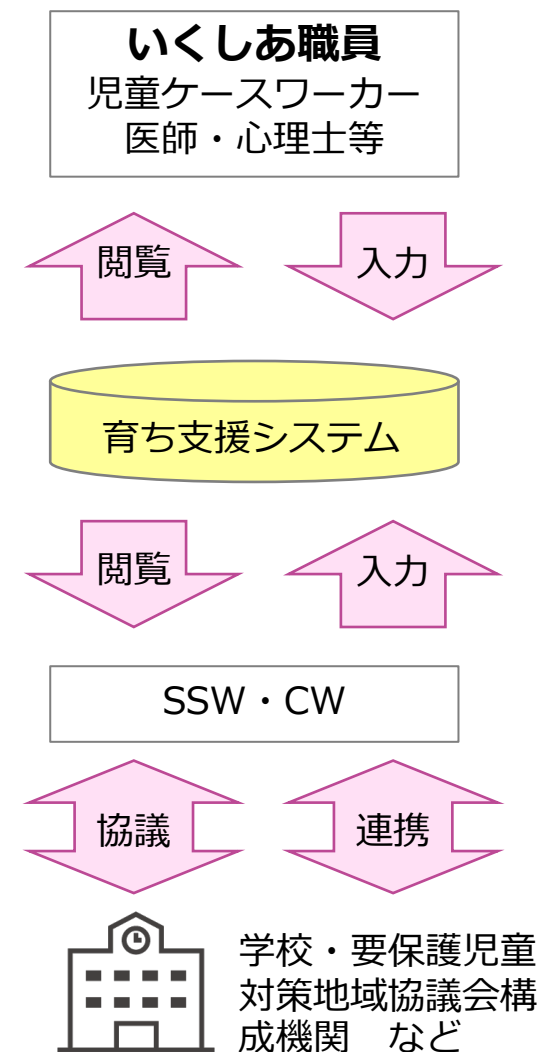 いくしあ職員
児童ケースワーカー
医師・心理士等
閲覧
入力
育ち支援システム
閲覧
入力
SSW・CW
協議
連携
学校・要保護児童
対策地域協議会構
成機関　など